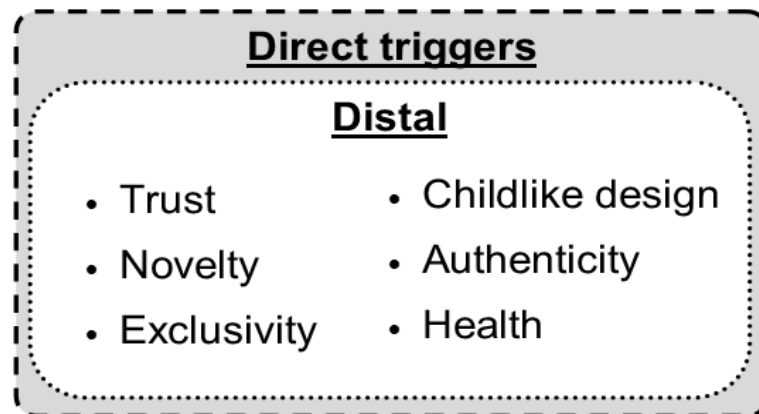 Direct triggers
Distal
• Trust
• Novelty
• Exclusivity
• Childlike design
• Authenticity
• Health